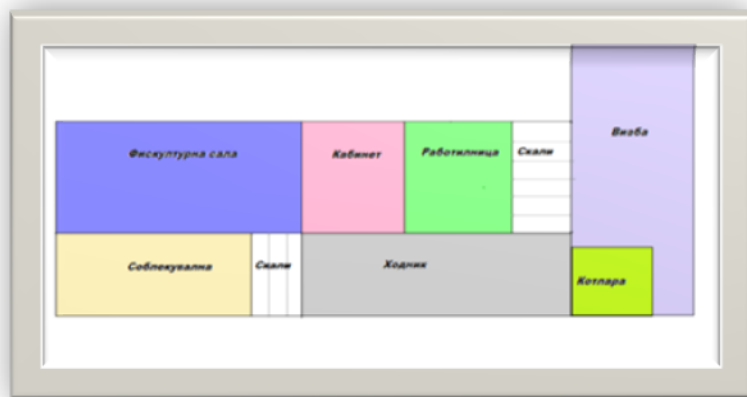 Фискултурна сала
Кабинет
Работилница
Скали
Визба
Соблекувална
Скали
Ходник
Котлара